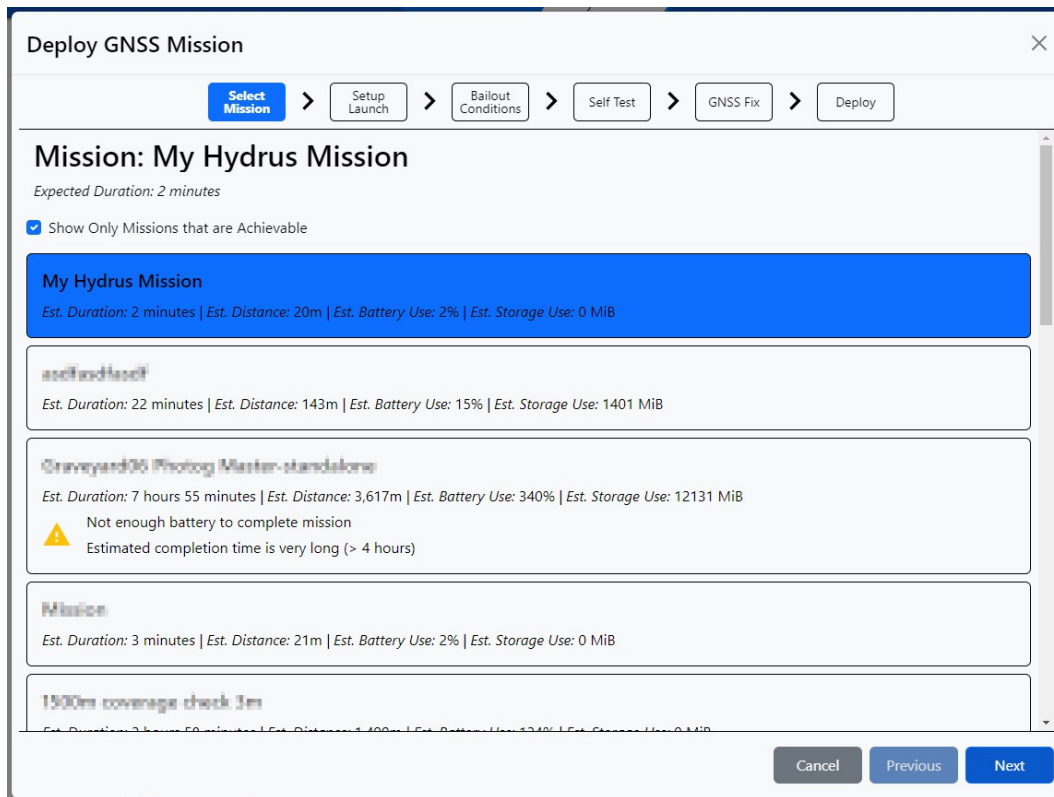 Deploy GNSS Mission
Select Mission
Setup Launch
Bailout Conditions
Self Test
GNSS Fix
Deploy
Mission: My Hydrus Mission
Expected Duration: 2 minutes
Show Only Missions that are Achievable
My Hydrus Mission
Est. Duration: 2 minutes | Est. Distance: 20m | Est. Battery Use: 2% | Est. Storage Use: 0 MiB
Est. Duration: 22 minutes | Est. Distance: 143m | Est. Battery Use: 15% | Est. Storage Use: 1401 MiB
Est. Duration: 7 hours 55 minutes | Est. Distance: 3,617m | Est. Battery Use: 340% | Est. Storage Use: 12131 MiB
Not enough battery to complete mission
Estimated completion time is very long (> 4 hours)
Mission
Est. Duration: 3 minutes | Est. Distance: 21m | Est. Battery Use: 2% | Est. Storage Use: 0 MiB
Cancel
Previous
Next